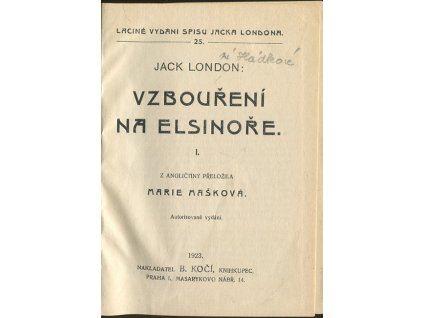 LACINÉ VYDÁNÍ SPISŮ JACKA LONDONA.
25.
JACK LONDON:
VZBOUŘENÍ
NA ELSINOŘE.
I.
Z ANGLIČTINY PŘELOŽILA
MARIE MAŠKOVÁ.
Autorisované vydání.
1923.
NAKLADATEL B. KOČÍ, KNIHKUPEC,
PRAHA I., MASARYKOVO NÁBŘ. 14.